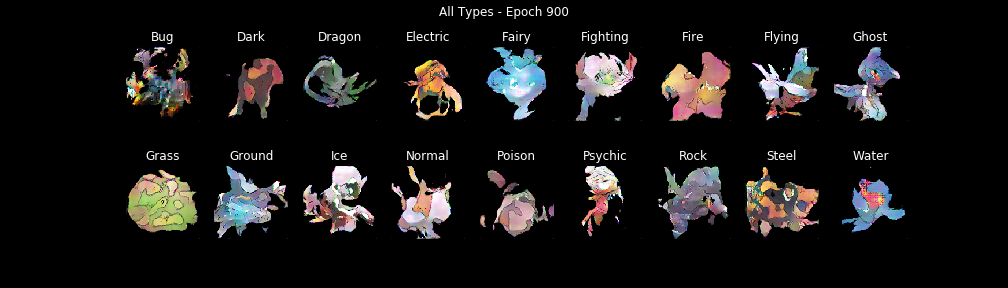 All Types - Epoch 900
Bug Dark Dragon Electric Fairy Fighting Fire Flying Ghost
Grass Ground Ice Normal Poison Psychic Rock Steel Water